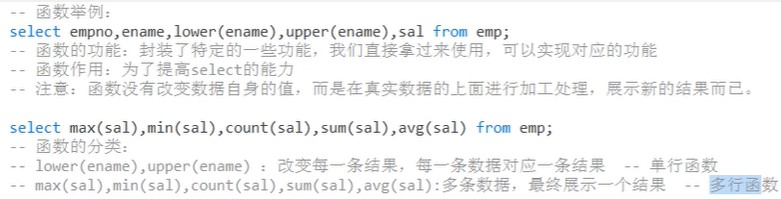 -- 函数举例:
select empno,ename,lower(ename),upper(ename),sal from emp;
-- 函数的功能: 封装了特定的一些功能，我们直接拿过来使用，可以实现对应的功能
-- 函数作用: 为了提高select的能力
-- 注意: 函数没有改变数据自身的值，而是在真实数据的上面进行加工处理，展示新的结果而已。
select max(sal),min(sal),count(sal),sum(sal),avg(sal) from emp;
-- 函数的分类:
-- lower(ename),upper(ename) : 改变每一条结果，每一条数据对应一条结果 -- 单行函数
-- max(sal),min(sal),count(sal),sum(sal),avg(sal):多条数据，最终展示一个结果 -- 多行函数